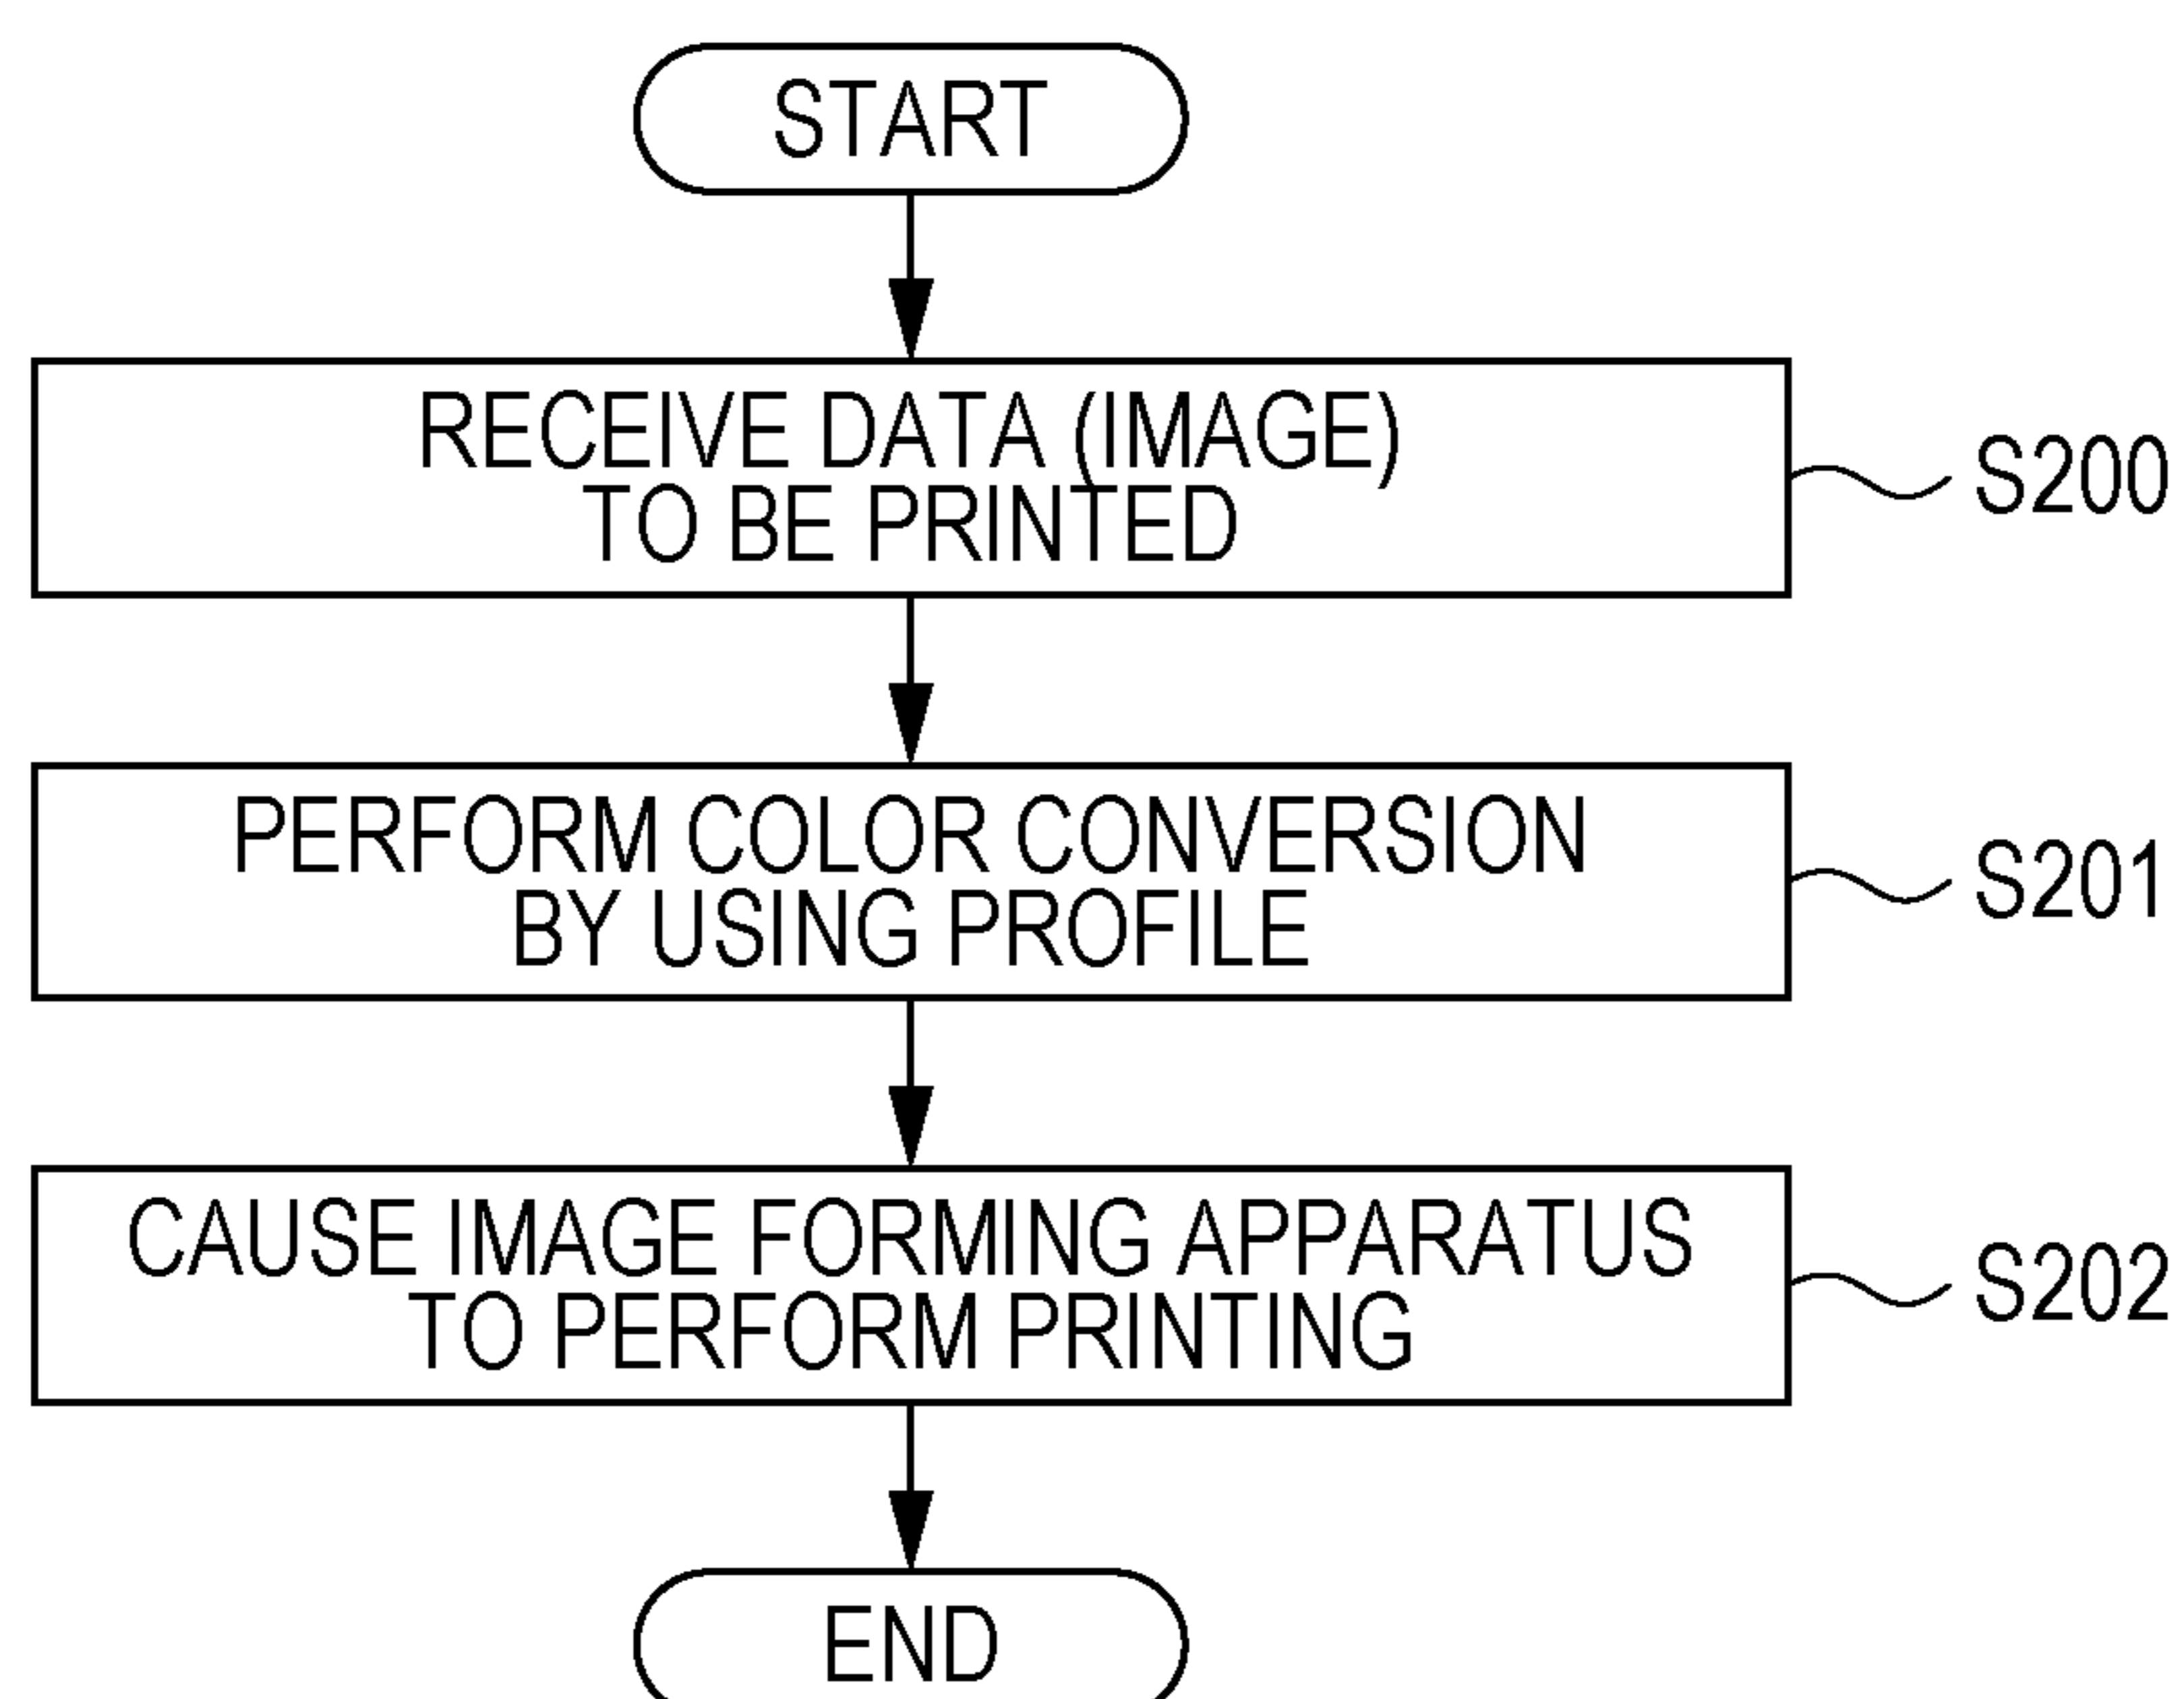 START
RECEIVE DATA (IMAGE)
TO BE PRINTED
S200
PERFORM COLOR CONVERSION
BY USING PROFILE
S201
CAUSE IMAGE FORMING APPARATUS
TO PERFORM PRINTING
S202
END